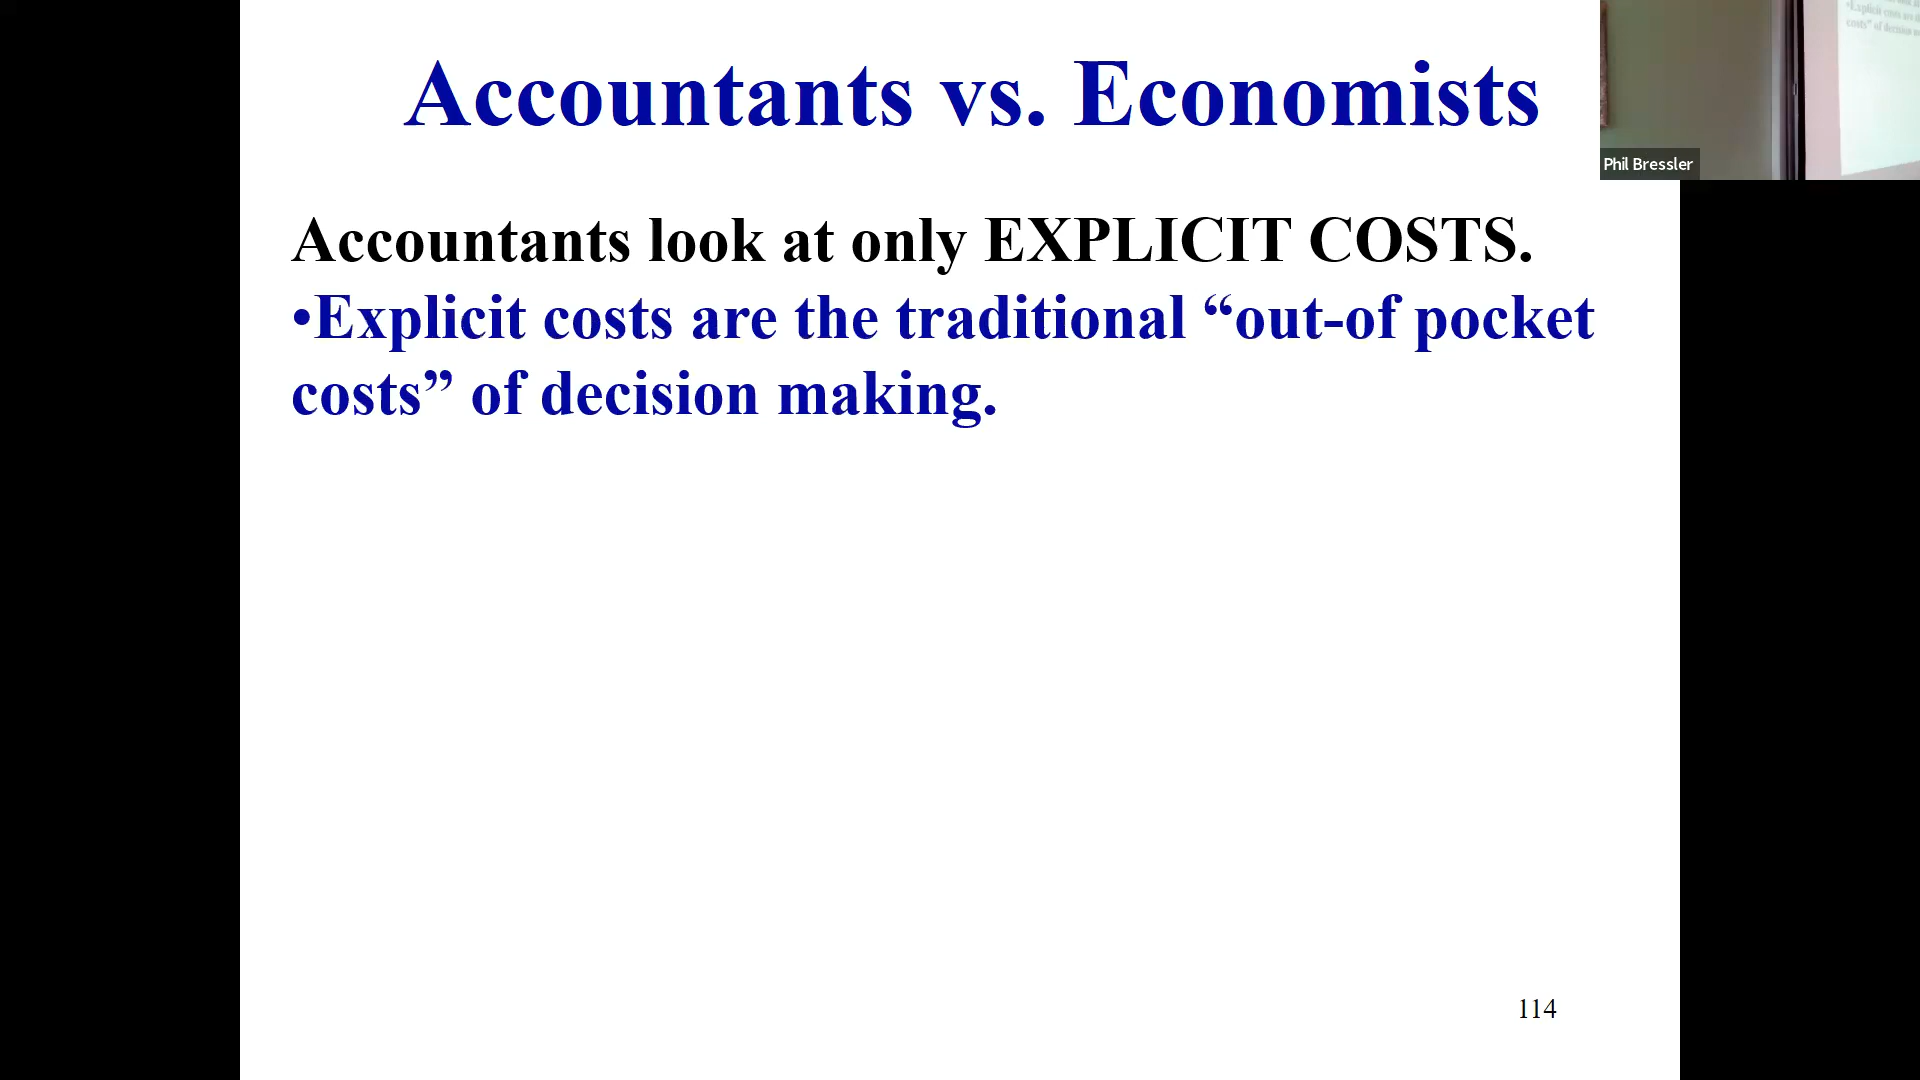 Accountants vs. Economists
Phil Bressler
Accountants look at only EXPLICIT COSTS.
•Explicit costs are the traditional “out-of pocket
costs” of decision making.
114